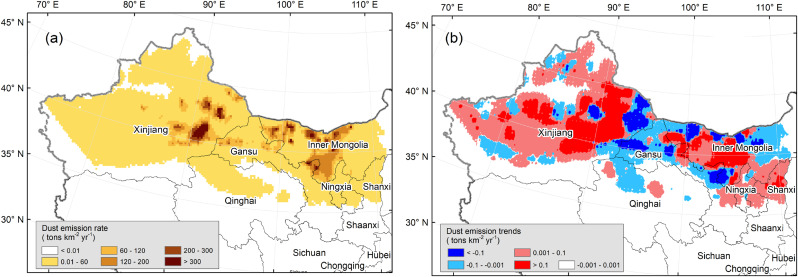 70° E 80° E 90° E 100° E 110° E
45° N
40° N
35° N
30° N
(a)
Xinjiang
Gansu
Inner Mongolia
Ningxia
Shanxi
Qinghai
Shaanxi
Sichuan
Hubei
Chongqing
Dust emission rate
( tons km⁻² yr⁻¹)
< 0.01 60 - 120 200 - 300
0.01 - 60 120 - 200 > 300
70° E 80° E 90° E 100° E 110° E
45° N
40° N
35° N
30° N
(b)
Xinjiang
Gansu
Inner Mongolia
Ningxia
Shanxi
Qinghai
Shaanxi
Sichuan
Hubei
Chongqing
Dust emission trends
( tons km⁻² yr⁻¹)
< -0.1 0.001 - 0.1
-0.1 - -0.001 > 0.1 -0.001 - 0.001